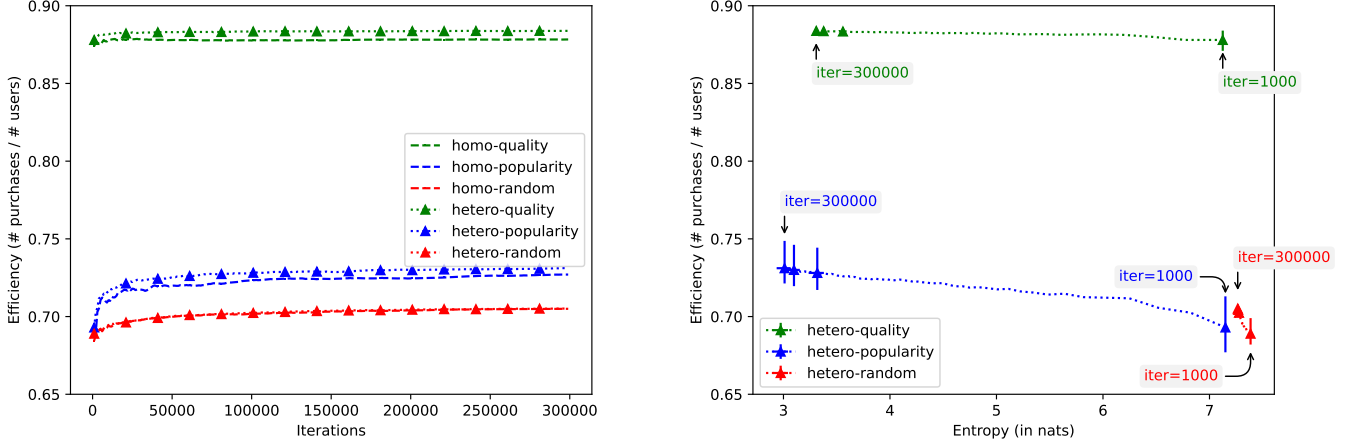 0.90
0.85
0.80
0.75
0.70
0.65
Efficiency (# purchases / # users)
0
50000
100000
150000
200000
250000
300000
Iterations
homo-quality
homo-popularity
homo-random
hetero-quality
hetero-popularity
hetero-random
0.90
0.85
0.80
0.75
0.70
0.65
Efficiency (# purchases / # users)
3
4
5
6
7
Entropy (in nats)
iter=300000
iter=1000
iter=300000
iter=1000
iter=300000
iter=1000
hetero-quality
hetero-popularity
hetero-random